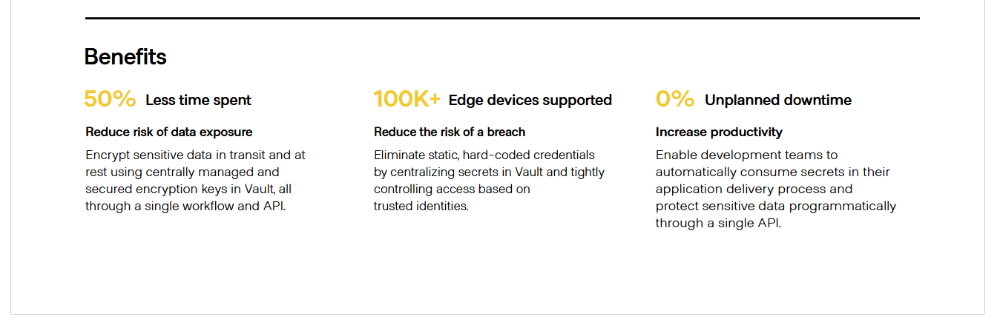 Benefits
50% Less time spent
Reduce risk of data exposure
Encrypt sensitive data in transit and at
rest using centrally managed and
secured encryption keys in Vault, all
through a single workflow and API.
100K+ Edge devices supported
Reduce the risk of a breach
Eliminate static, hard-coded credentials
by centralizing secrets in Vault and tightly
controlling access based on
trusted identities.
0% Unplanned downtime
Increase productivity
Enable development teams to
automatically consume secrets in their
application delivery process and
protect sensitive data programmatically
through a single API.